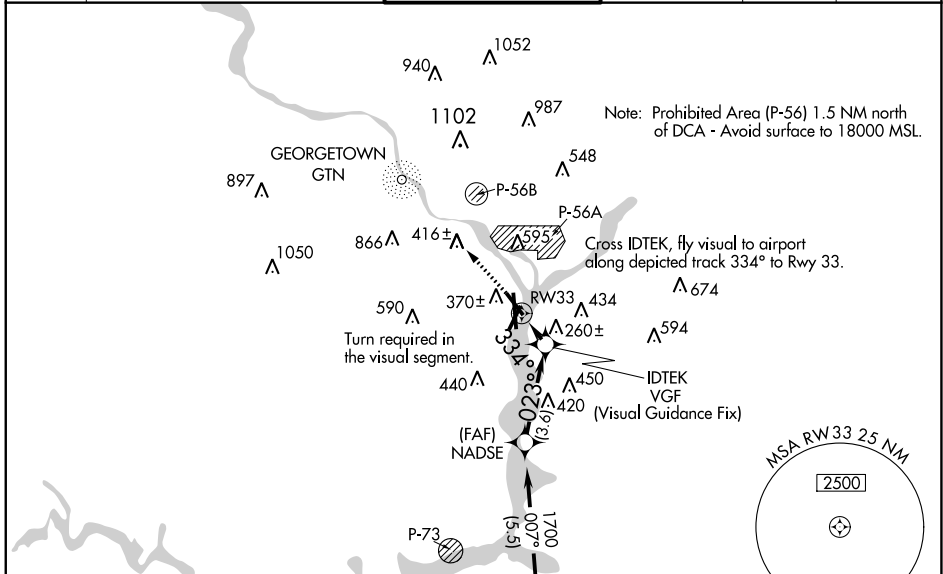 1052
940
1102
987
Note: Prohibited Area (P-56) 1.5 NM north
of DCA - Avoid surface to 18000 MSL.
GEORGETOWN
GTN
548
897
P-56B
P-56A
866
416±
595
Cross IDTEK, fly visual to airport
along depicted track 334° to Rwy 33.
1050
674
370±
RW33
434
590
260±
594
Turn required in
the visual segment.
334°
440
450
IDTEK
VGF
(Visual Guidance Fix)
420
023°
(3.6)
(FAF)
NADSE
MSA RW33 25 NM
2500
1700
007°
(5.5)
P-73